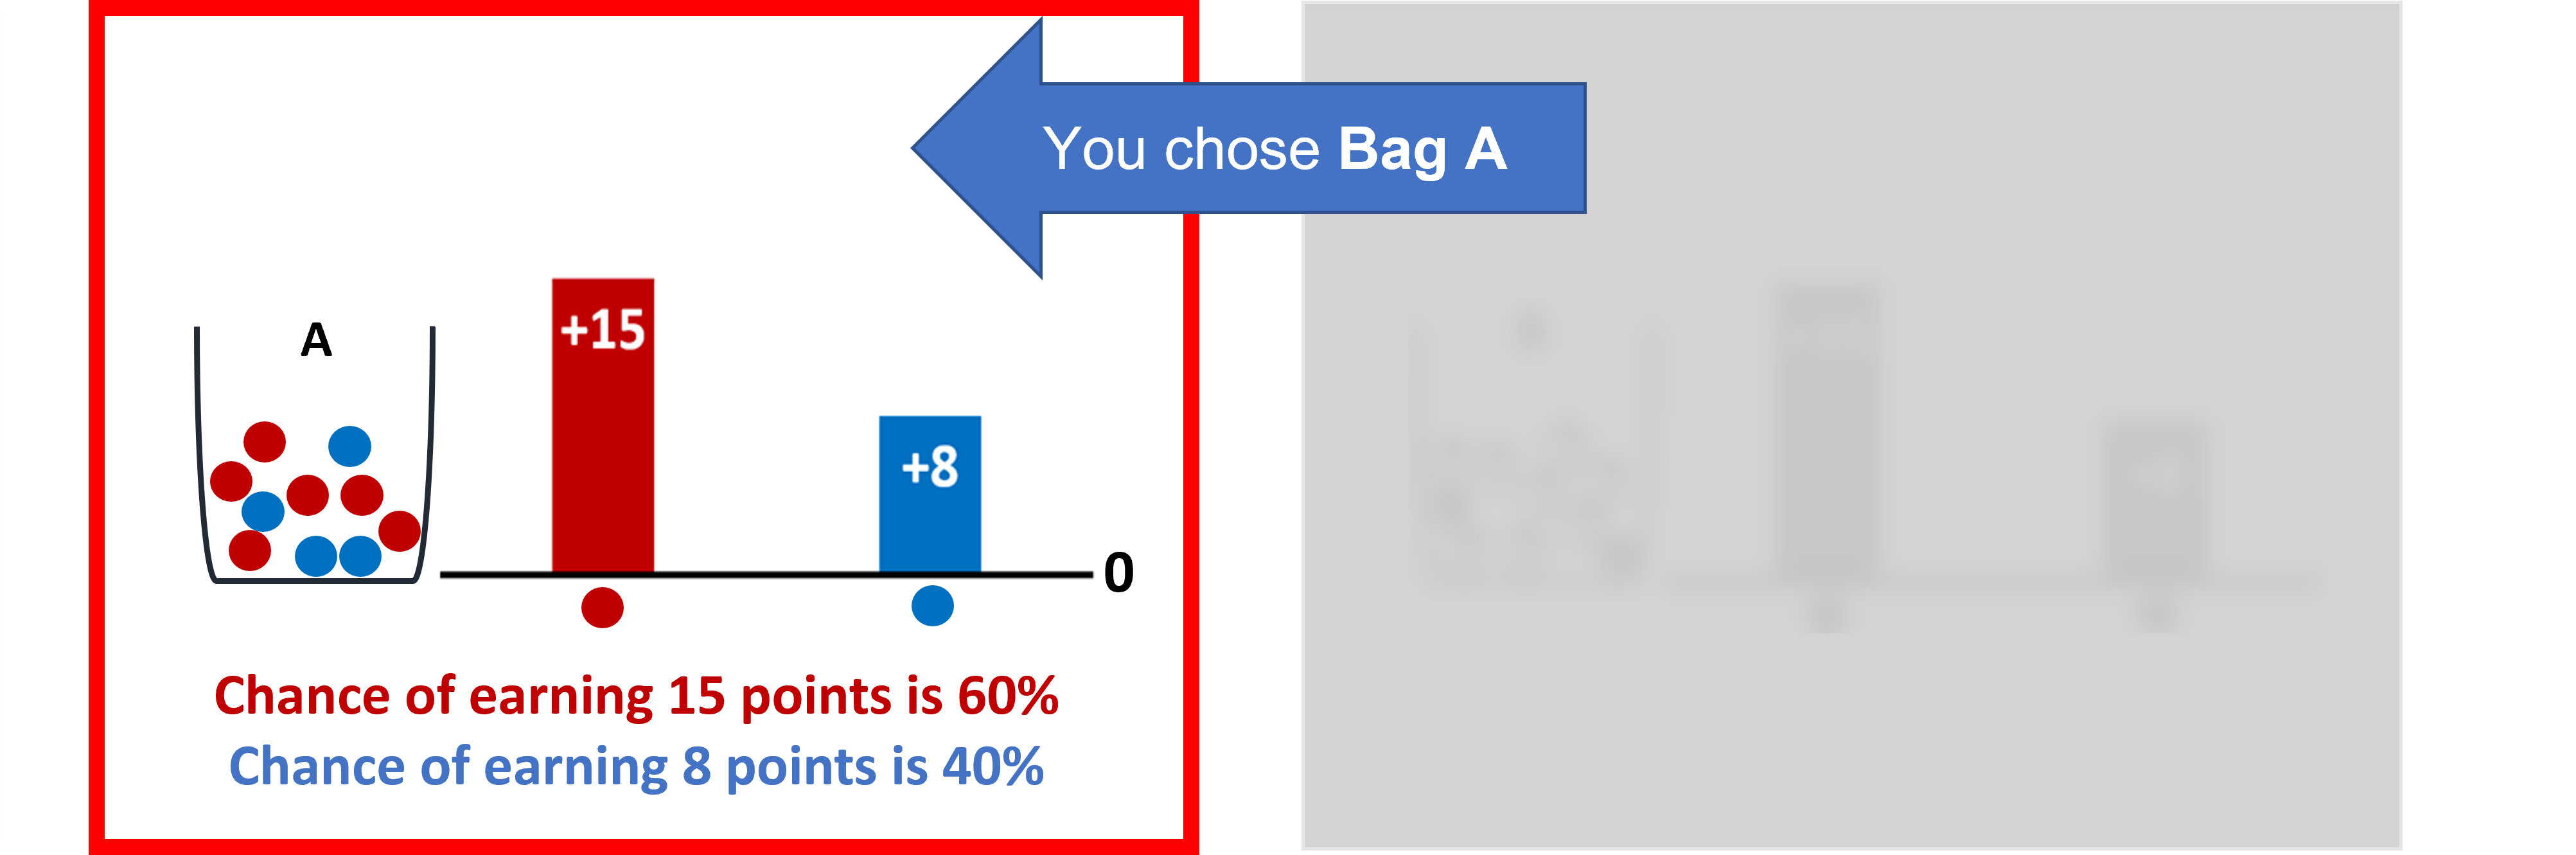 You chose Bag A
A
+15
+8
0
Chance of earning 15 points is 60%
Chance of earning 8 points is 40%